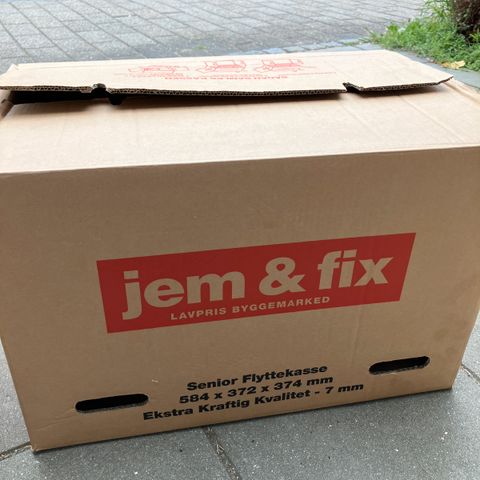 jem & fix
LAVPRIS BYGGEMARKED
Senior Flyttekasse
584 x 372 x 374 mm
Ekstra Kraftig Kvalitet - 7 mm